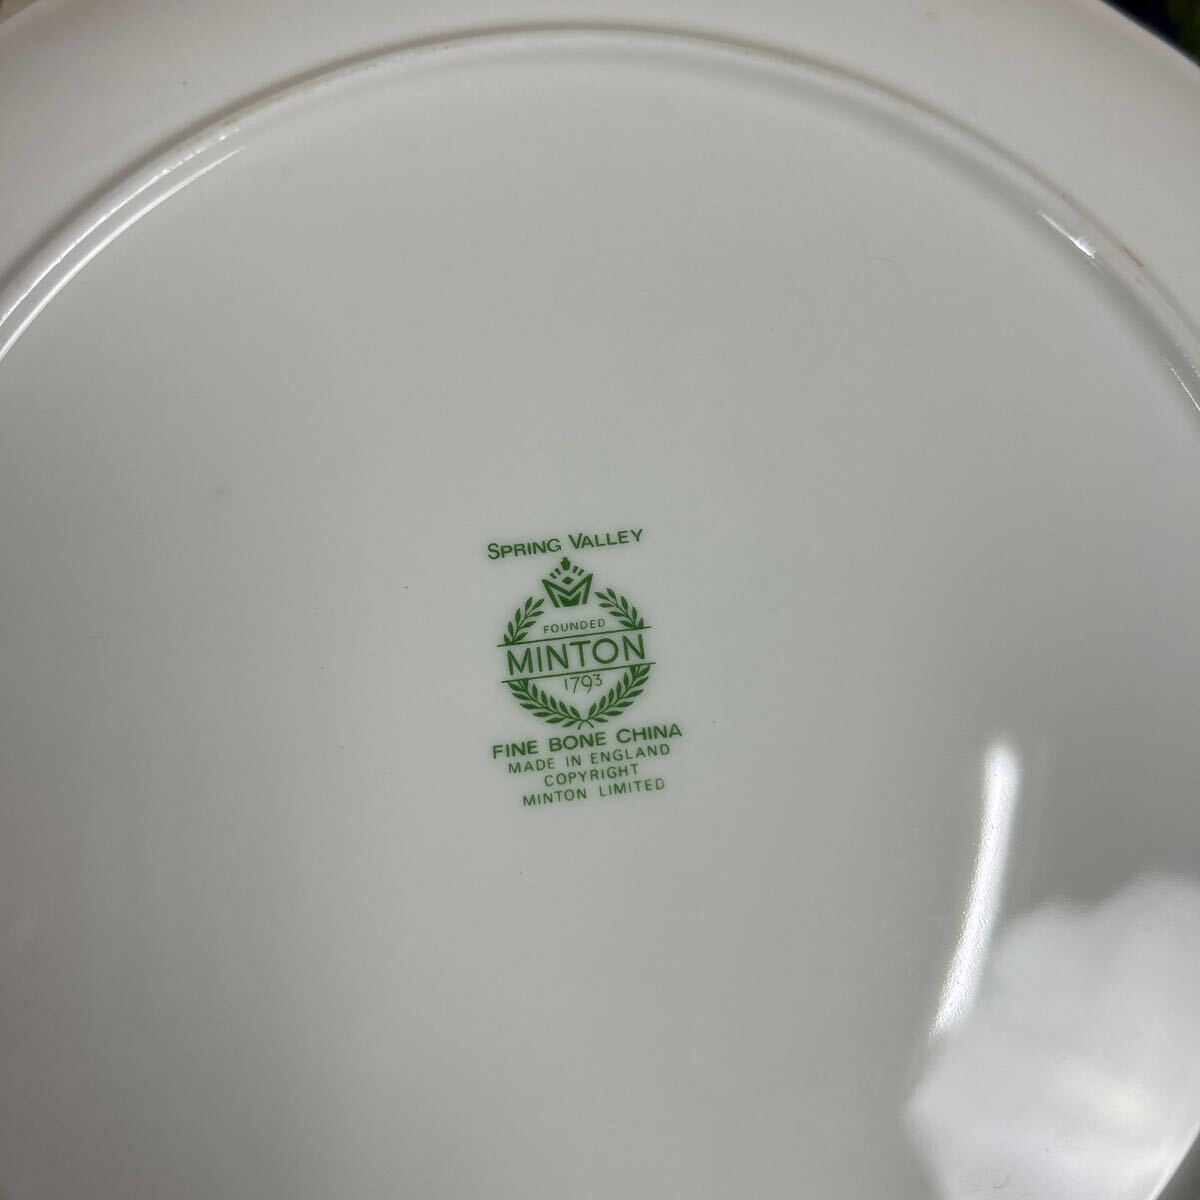 SPRING VALLEY
FOUNDED
MINTON
1793
FINE BONE CHINA
MADE IN ENGLAND
COPYRIGHT
MINTON LIMITED